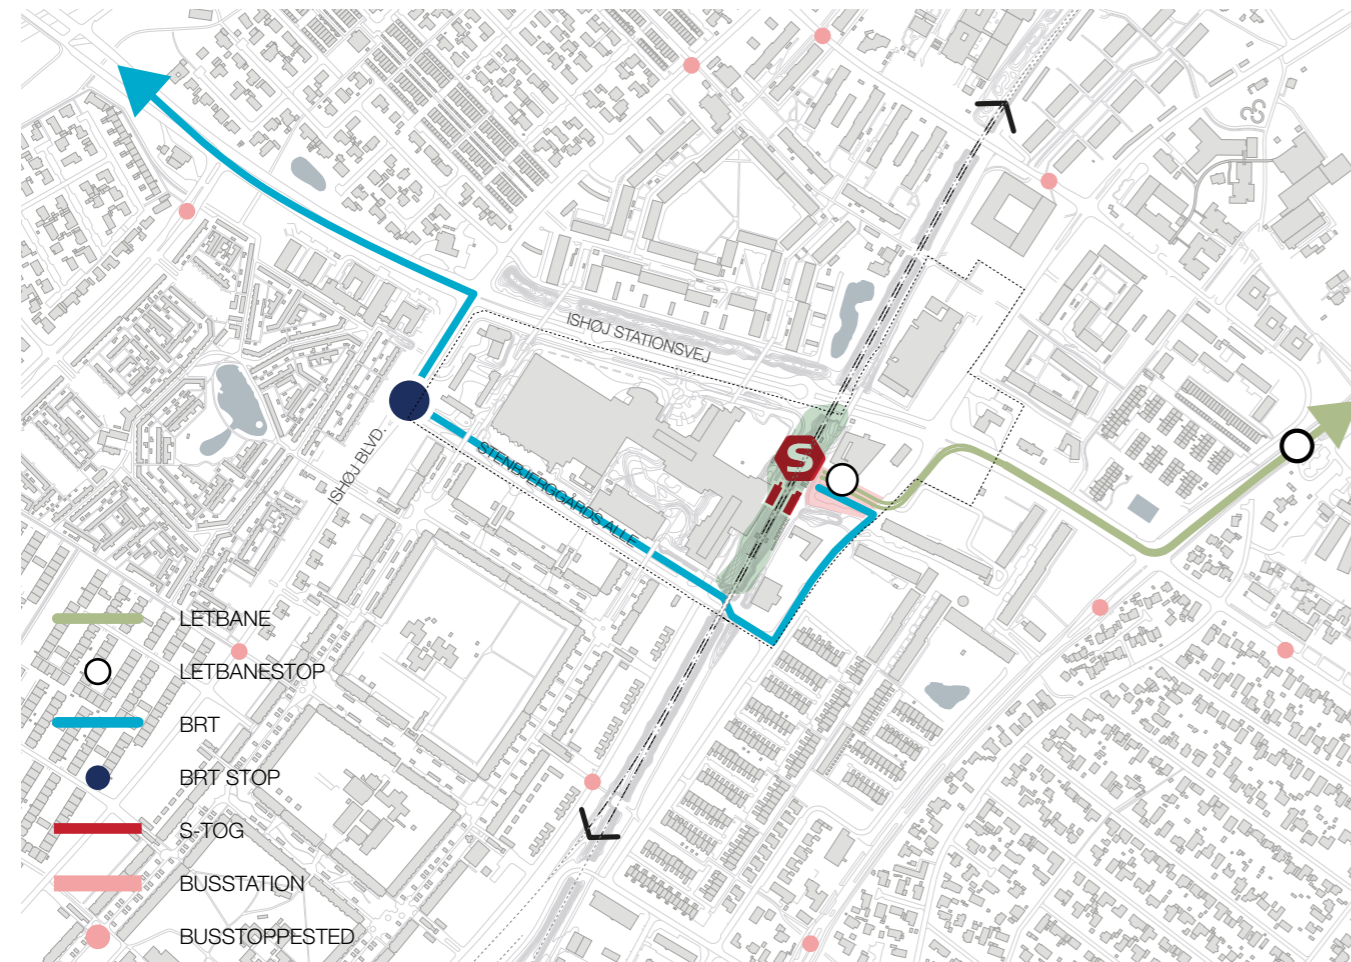 ISHØJ STATIONSVEJ
S
ISHØJ BLVD.
STENBJERGGÅRDS ALLE
LETBANE
LETBANESTOP
BRT
BRT STOP
S-TOG
BUSSTATION
BUSSTOPPESTED